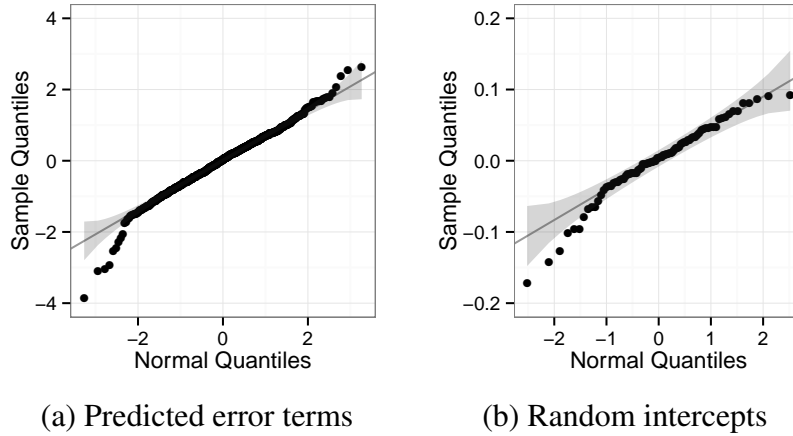 4
2
0
−2
−4
Sample Quantiles
−2 0 2
Normal Quantiles
(a) Predicted error terms
0.2
0.1
0.0
−0.1
−0.2
Sample Quantiles
−2 −1 0 1 2
Normal Quantiles
(b) Random intercepts